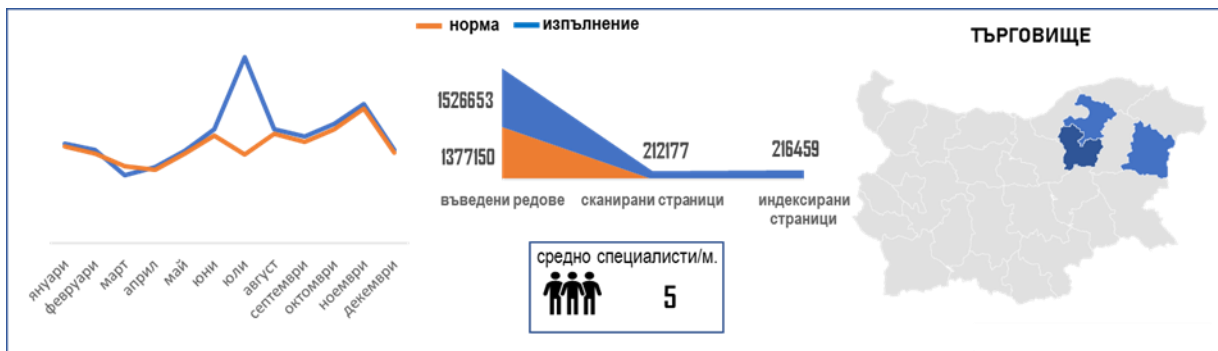 норма изпълнение
ТЪРГОВИЩЕ
1526653
1377150
212177
216459
въведени редове
сканирани страници
индексирани
страници
средно специалисти/м.
5
януари
февруари
март
април
май
юни
юли
август
септември
октомври
ноември
декември